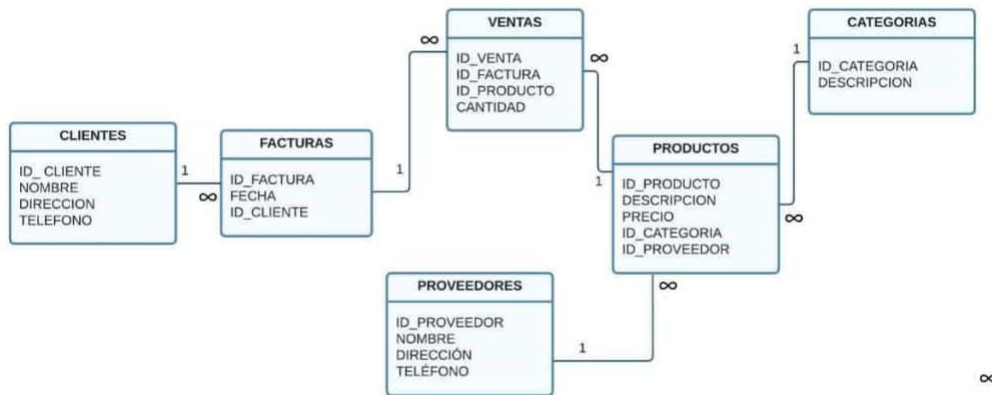 CLIENTES
ID_ CLIENTE
NOMBRE
DIRECCION
TELEFONO
1
∞
FACTURAS
ID_FACTURA
FECHA
ID_CLIENTE
1
∞
VENTAS
ID_VENTA
ID_FACTURA
ID_PRODUCTO
CANTIDAD
∞
1
PRODUCTOS
ID_PRODUCTO
DESCRIPCION
PRECIO
ID_CATEGORIA
ID_PROVEEDOR
∞
1
CATEGORIAS
ID_CATEGORIA
DESCRIPCION
PROVEEDORES
ID_PROVEEDOR
NOMBRE
DIRECCIÓN
TELÉFONO
1
∞
∞